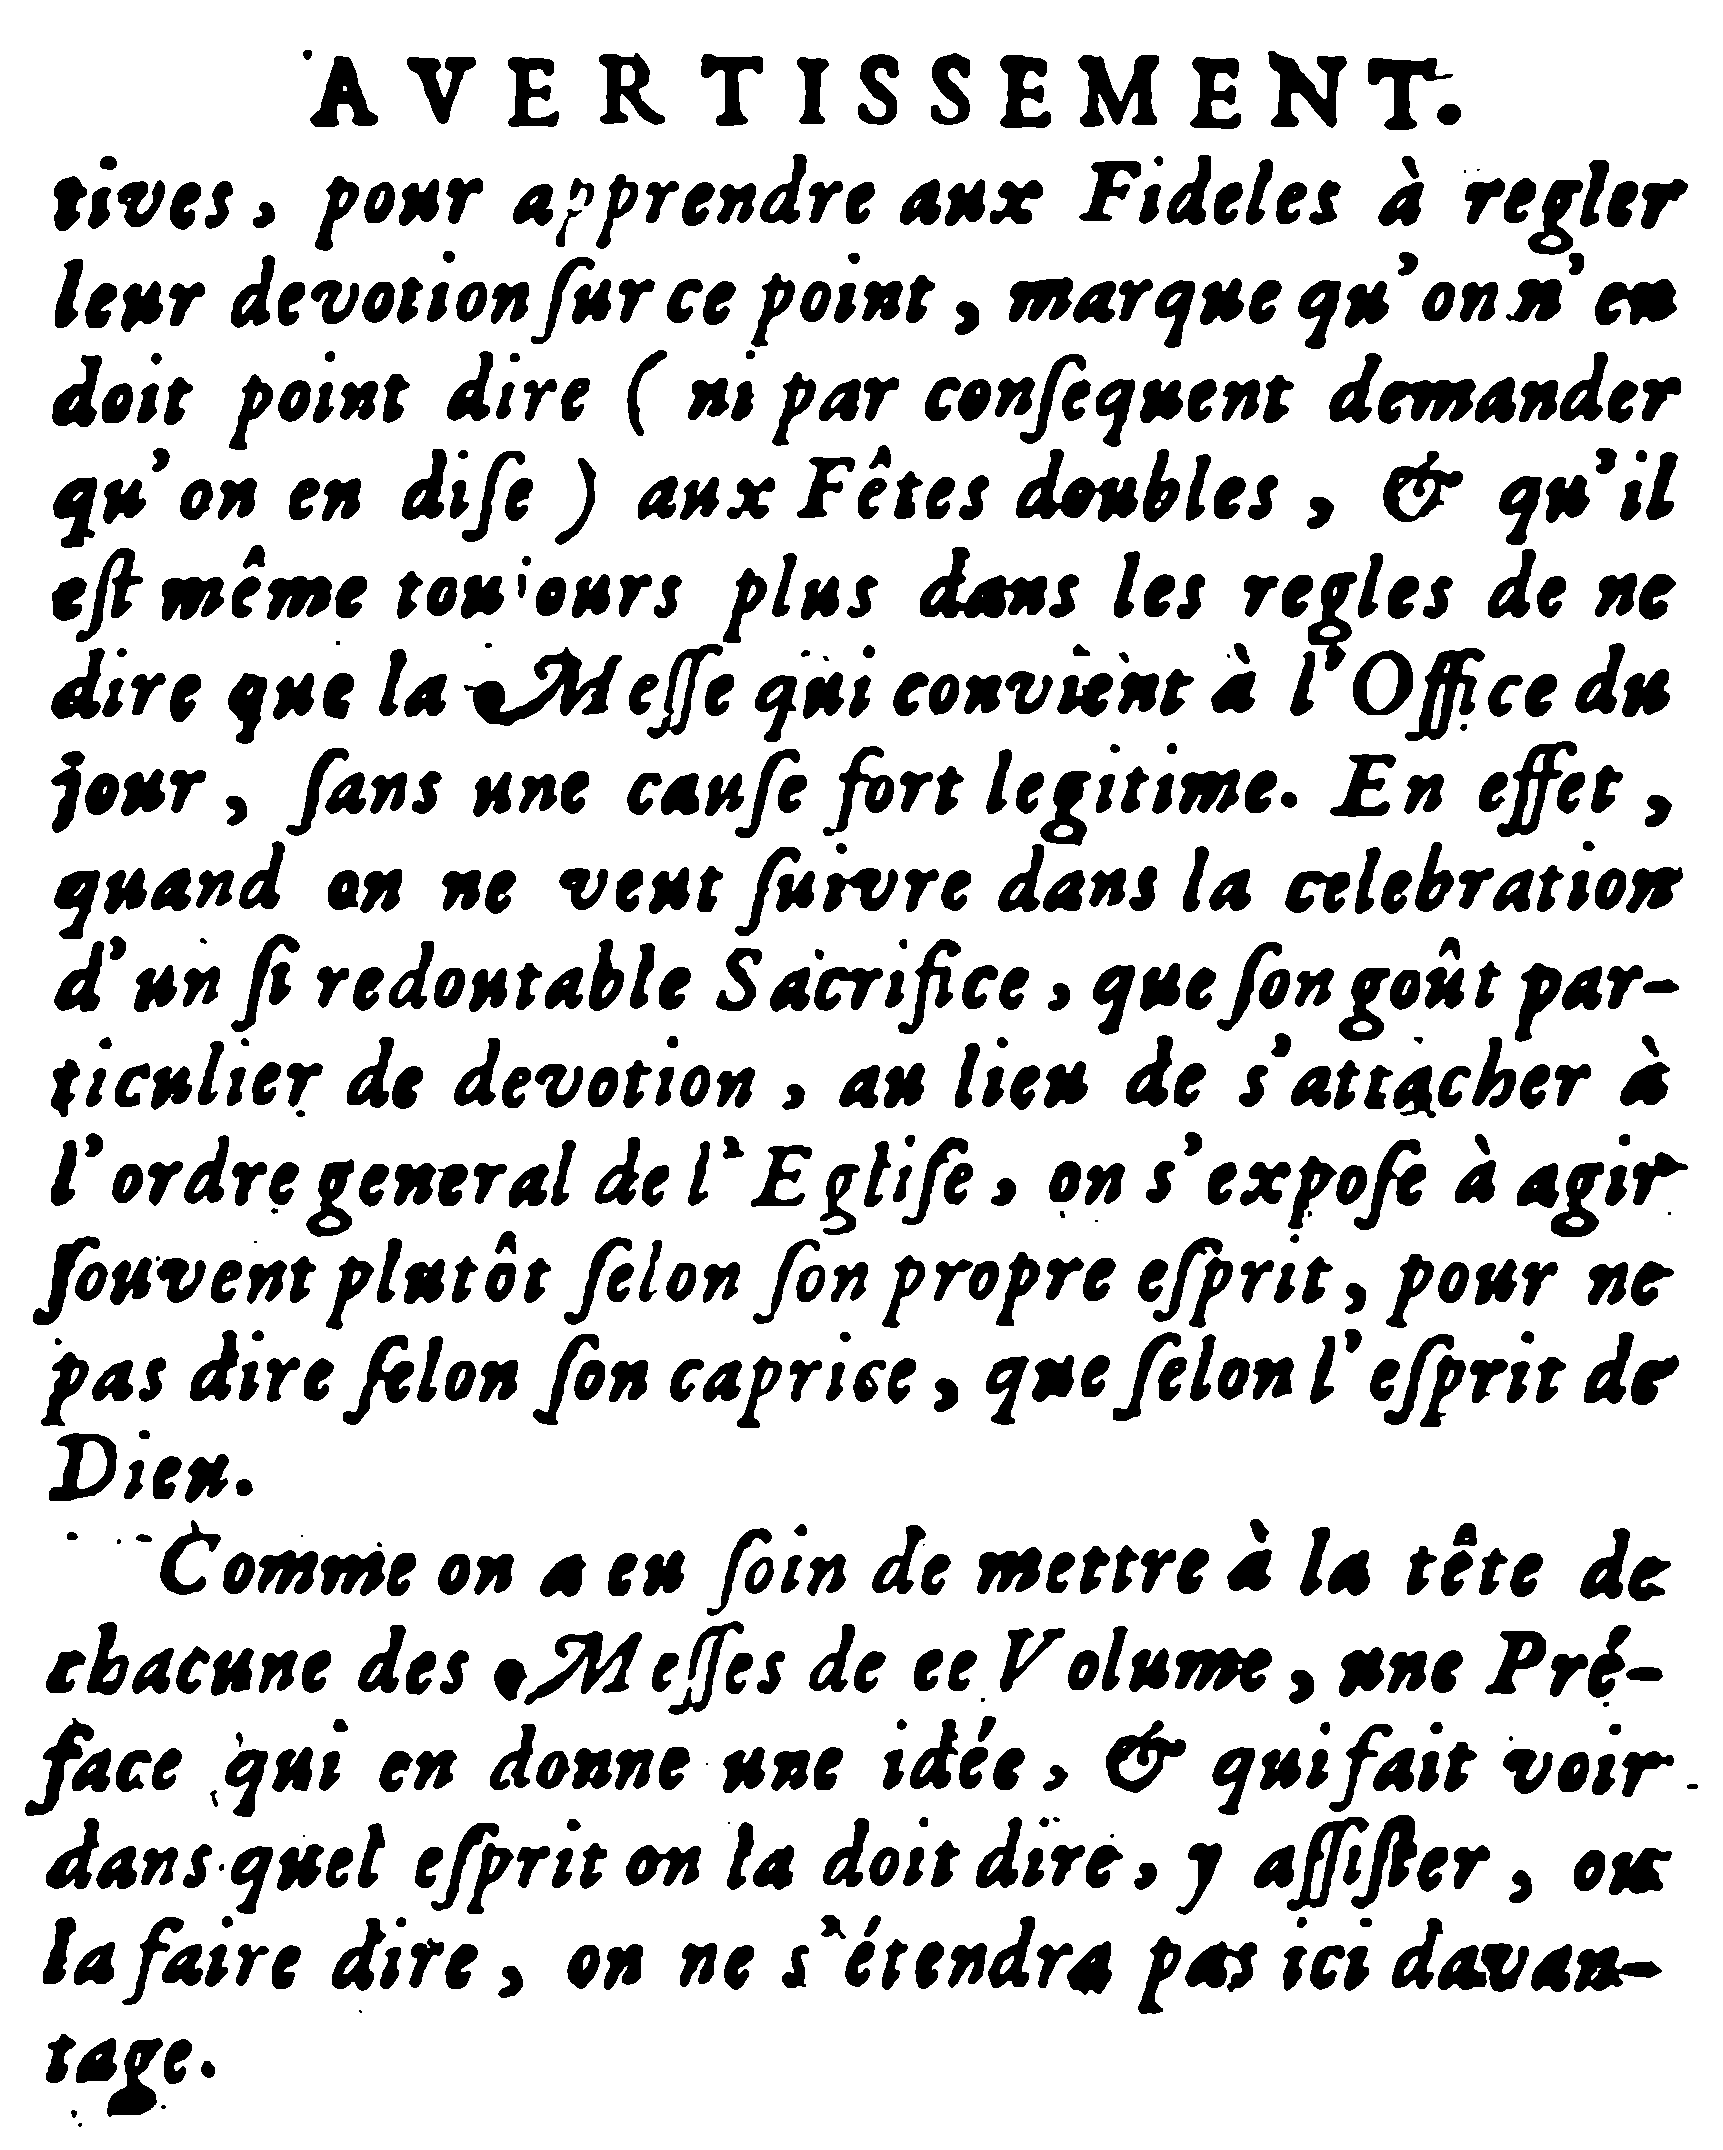 AVERTISSEMENT.
tives, pour apprendre aux Fideles à regler
leur devotion ſur ce point, marque qu'on n'en
doit point dire ( ni par conſequent demander
qu'on en diſe ) aux Fêtes doubles, & qu'il
eſt même toujours plus dans les regles de ne
dire que la Meſſe qui convient à l'Office du
jour, ſans une cauſe fort legitime. En effet,
quand on ne veut ſuivre dans la celebration
d'un ſi redoutable Sacrifice, que ſon goût par-
ticulier de devotion, au lieu de s'attacher à
l'ordre general de l'Egliſe, on s'expoſe à agir
ſouvent plutôt ſelon ſon propre eſprit, pour ne
pas dire ſelon ſon caprice, que ſelon l'eſprit de
Dieu.
Comme on a eu ſoin de mettre à la tête de
chacune des Meſſes de ce Volume, une Pré-
face qui en donne une idée, & qui fait voir
dans quel eſprit on la doit dire, y aſſiſter, ou
la faire dire, on ne s'étendra pas ici davan-
tage.